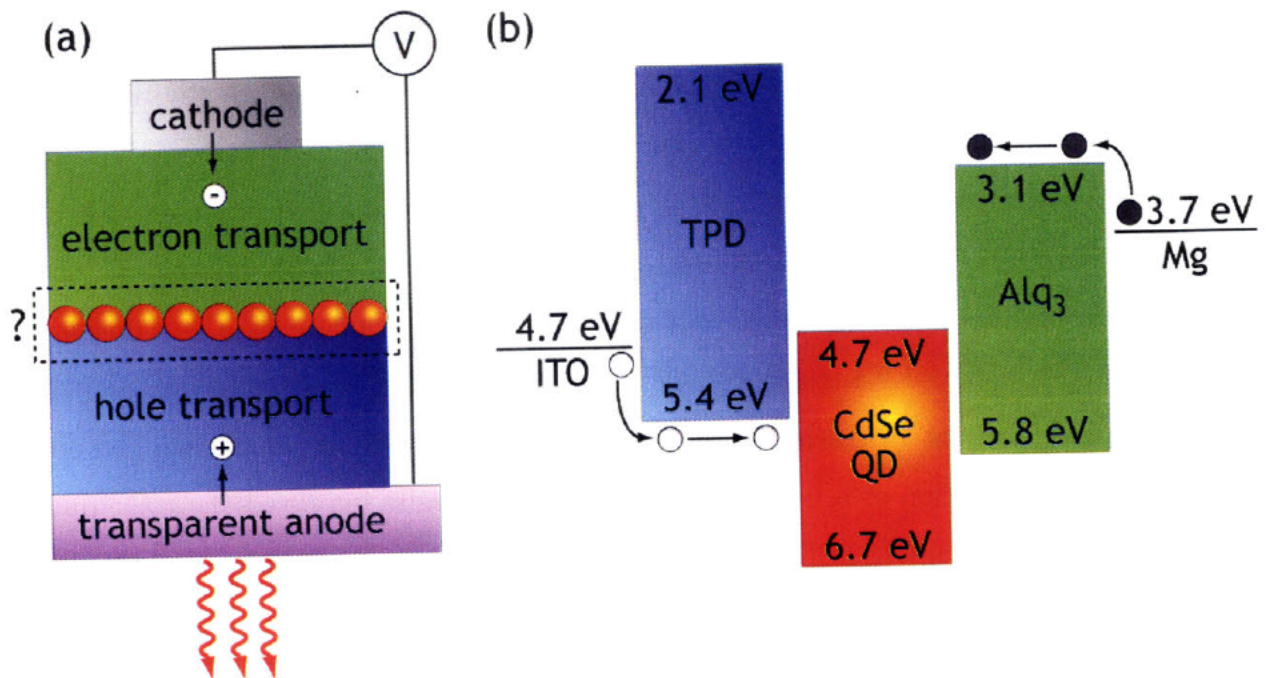 (a)
V
cathode
-
electron transport
?
hole transport
+
transparent anode
(b)
2.1 eV
TPD
5.4 eV
4.7 eV
ITO
4.7 eV
CdSe
QD
6.7 eV
3.1 eV
Alq₃
5.8 eV
3.7 eV
Mg